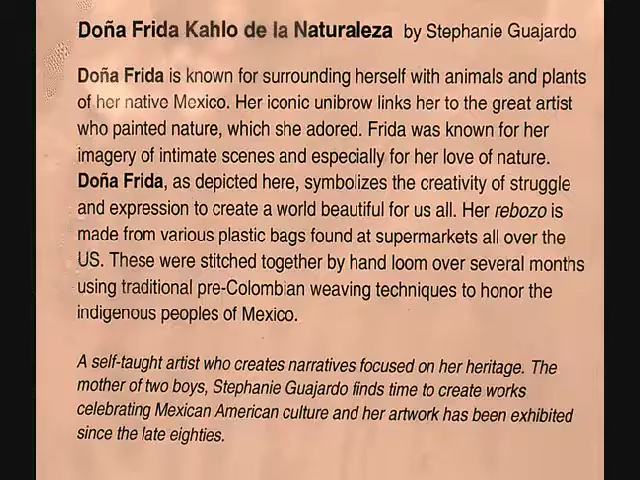 Doña Frida Kahlo de la Naturaleza by Stephanie Guajardo
Doña Frida is known for surrounding herself with animals and plants
of her native Mexico. Her iconic unibrow links her to the great artist
who painted nature, which she adored. Frida was known for her
imagery of intimate scenes and especially for her love of nature.
Doña Frida, as depicted here, symbolizes the creativity of struggle
and expression to create a world beautiful for us all. Her rebozo is
made from various plastic bags found at supermarkets all over the
US. These were stitched together by hand loom over several months
using traditional pre-Colombian weaving techniques to honor the
indigenous peoples of Mexico.
A self-taught artist who creates narratives focused on her heritage. The
mother of two boys, Stephanie Guajardo finds time to create works
celebrating Mexican American culture and her artwork has been exhibited
since the late eighties.